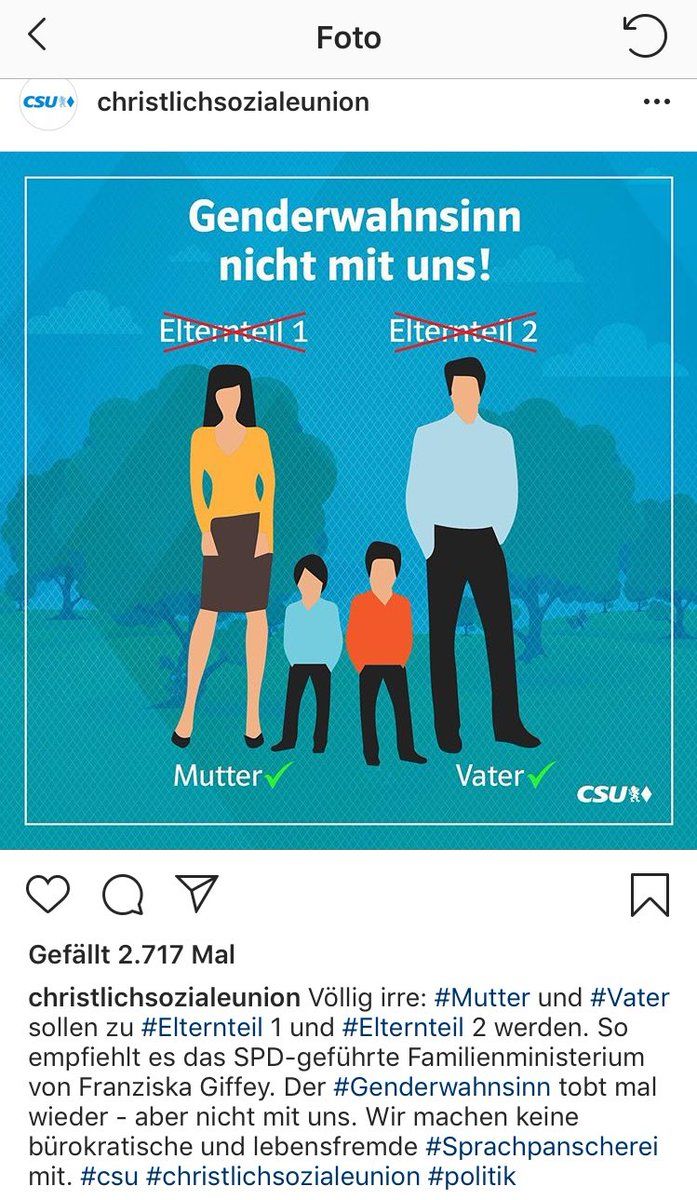 Foto
CSU
christlichsozialeunion
Genderwahnsinn
nicht mit uns!
Elternteil 1 Elternteil 2
Mutter Vater
CSU
Gefällt 2.717 Mal
christlichsozialeunion Völlig irre: #Mutter und #Vater
sollen zu #Elternteil 1 und #Elternteil 2 werden. So
empfiehlt es das SPD-geführte Familienministerium
von Franziska Giffey. Der #Genderwahnsinn tobt mal
wieder - aber nicht mit uns. Wir machen keine
bürokratische und lebensfremde #Sprachpanscherei
mit. #csu #christlichsozialeunion #politik